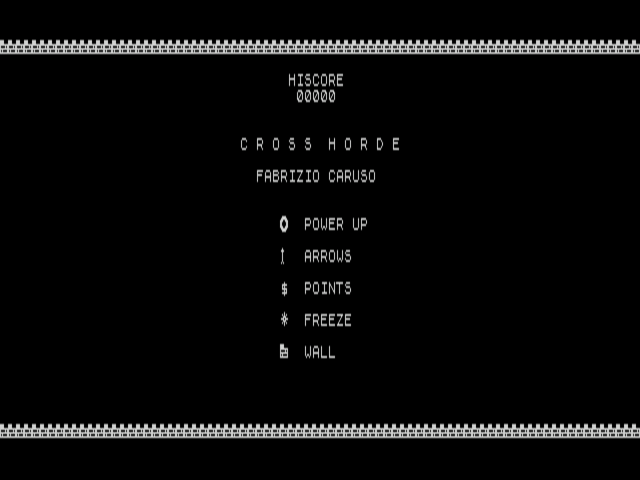 HISCORE
00000
C R O S S  H O R D E
FABRIZIO CARUSO
POWER UP
ARROWS
$ POINTS
* FREEZE
WALL